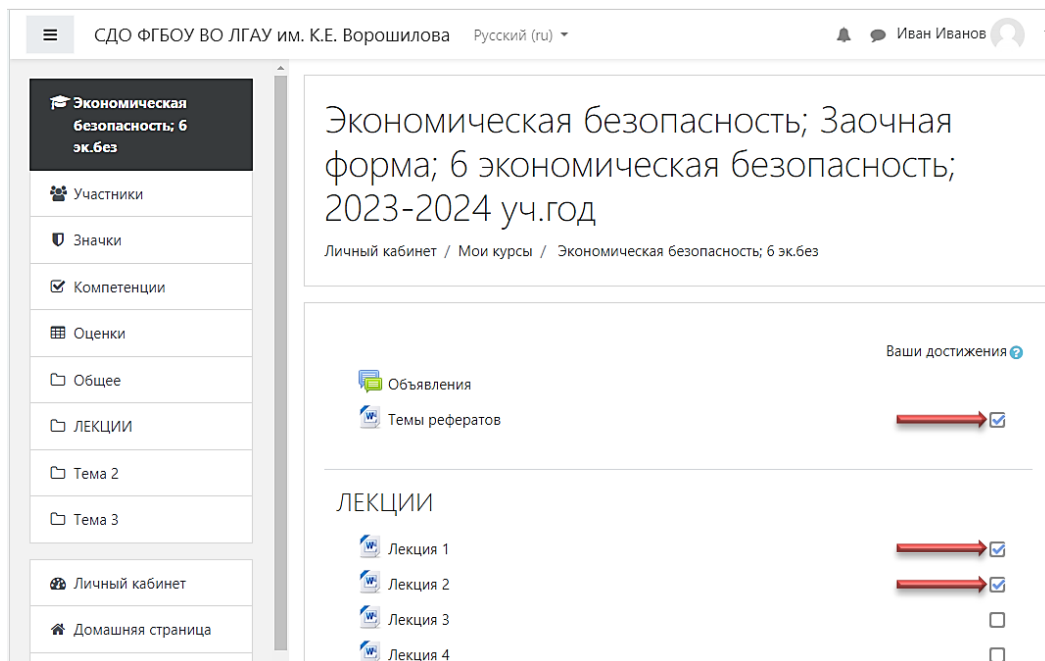 СДО ФГБОУ ВО ЛГАУ им. К.Е. Ворошилова Русский (ru) Иван Иванов
Экономическая
безопасность; 6
эк.без
Участники
Значки
Компетенции
Оценки
Общее
ЛЕКЦИИ
Тема 2
Тема 3
Личный кабинет
Домашняя страница
Экономическая безопасность; Заочная
форма; 6 экономическая безопасность;
2023-2024 уч.год
Личный кабинет / Мои курсы / Экономическая безопасность; 6 эк.без
Ваши достижения
Объявления
Темы рефератов
ЛЕКЦИИ
Лекция 1
Лекция 2
Лекция 3
Лекция 4